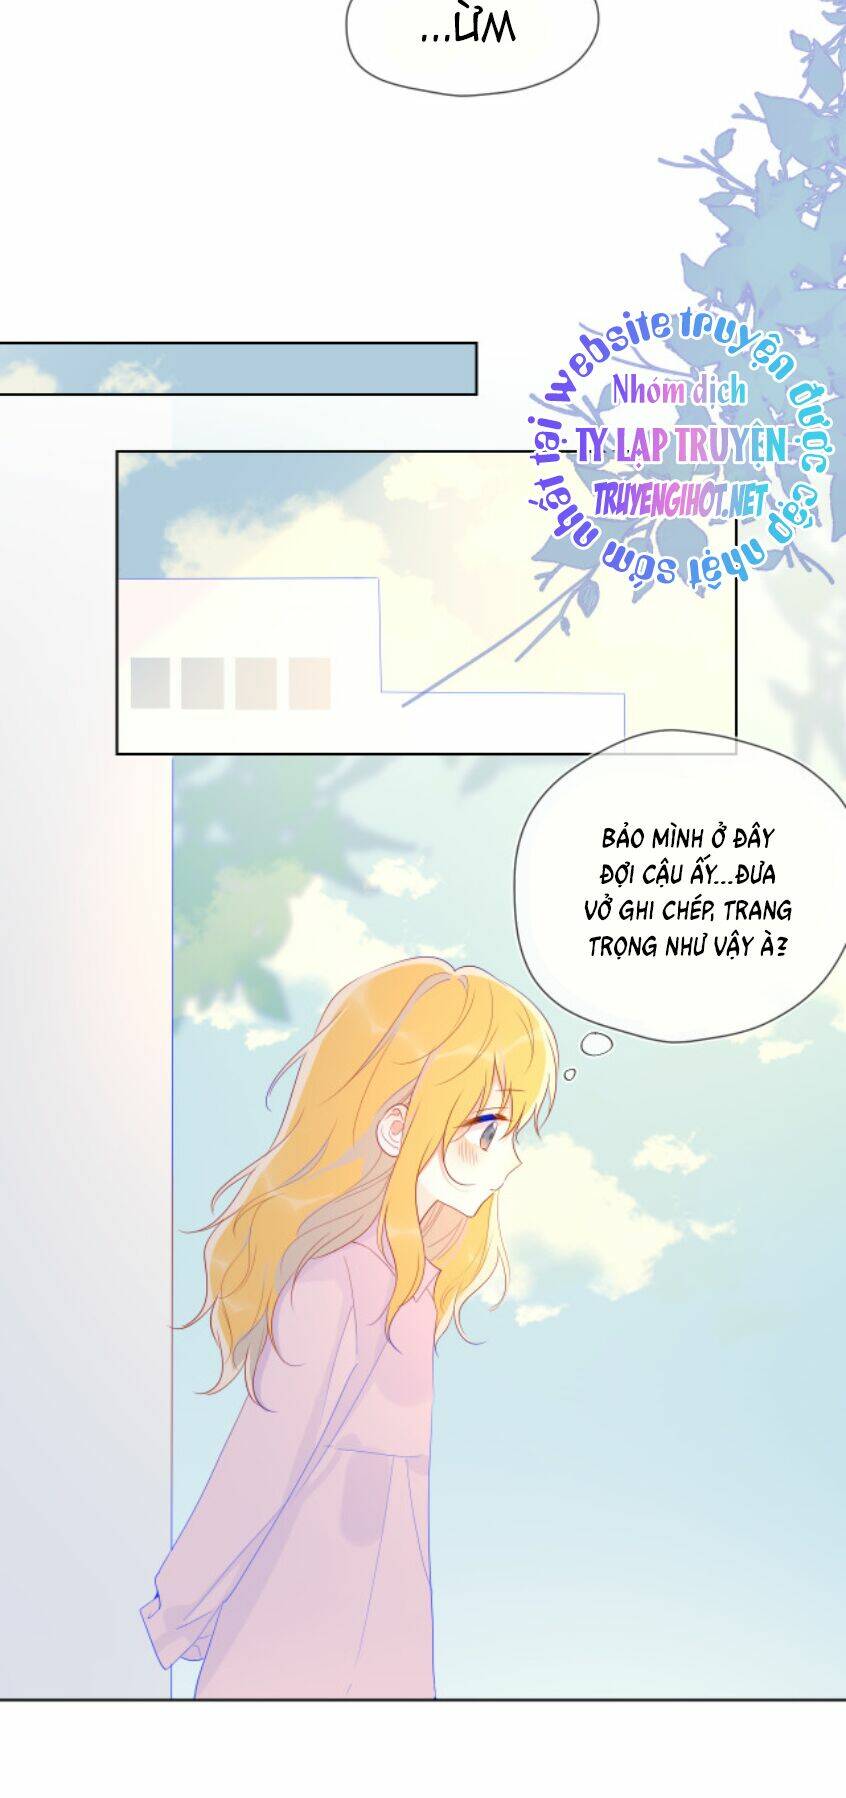 ...ỪM
tại website truyện được cập nhật sớm nhất
Nhóm dịch
TY LẠP TRUYỆN
TRUYENGIHOT.NET
BẢO MÌNH Ở ĐÂY
ĐỢI CẬU ẤY...ĐƯA
VỞ GHI CHÉP, TRANG
TRỌNG NHƯ VẬY À?